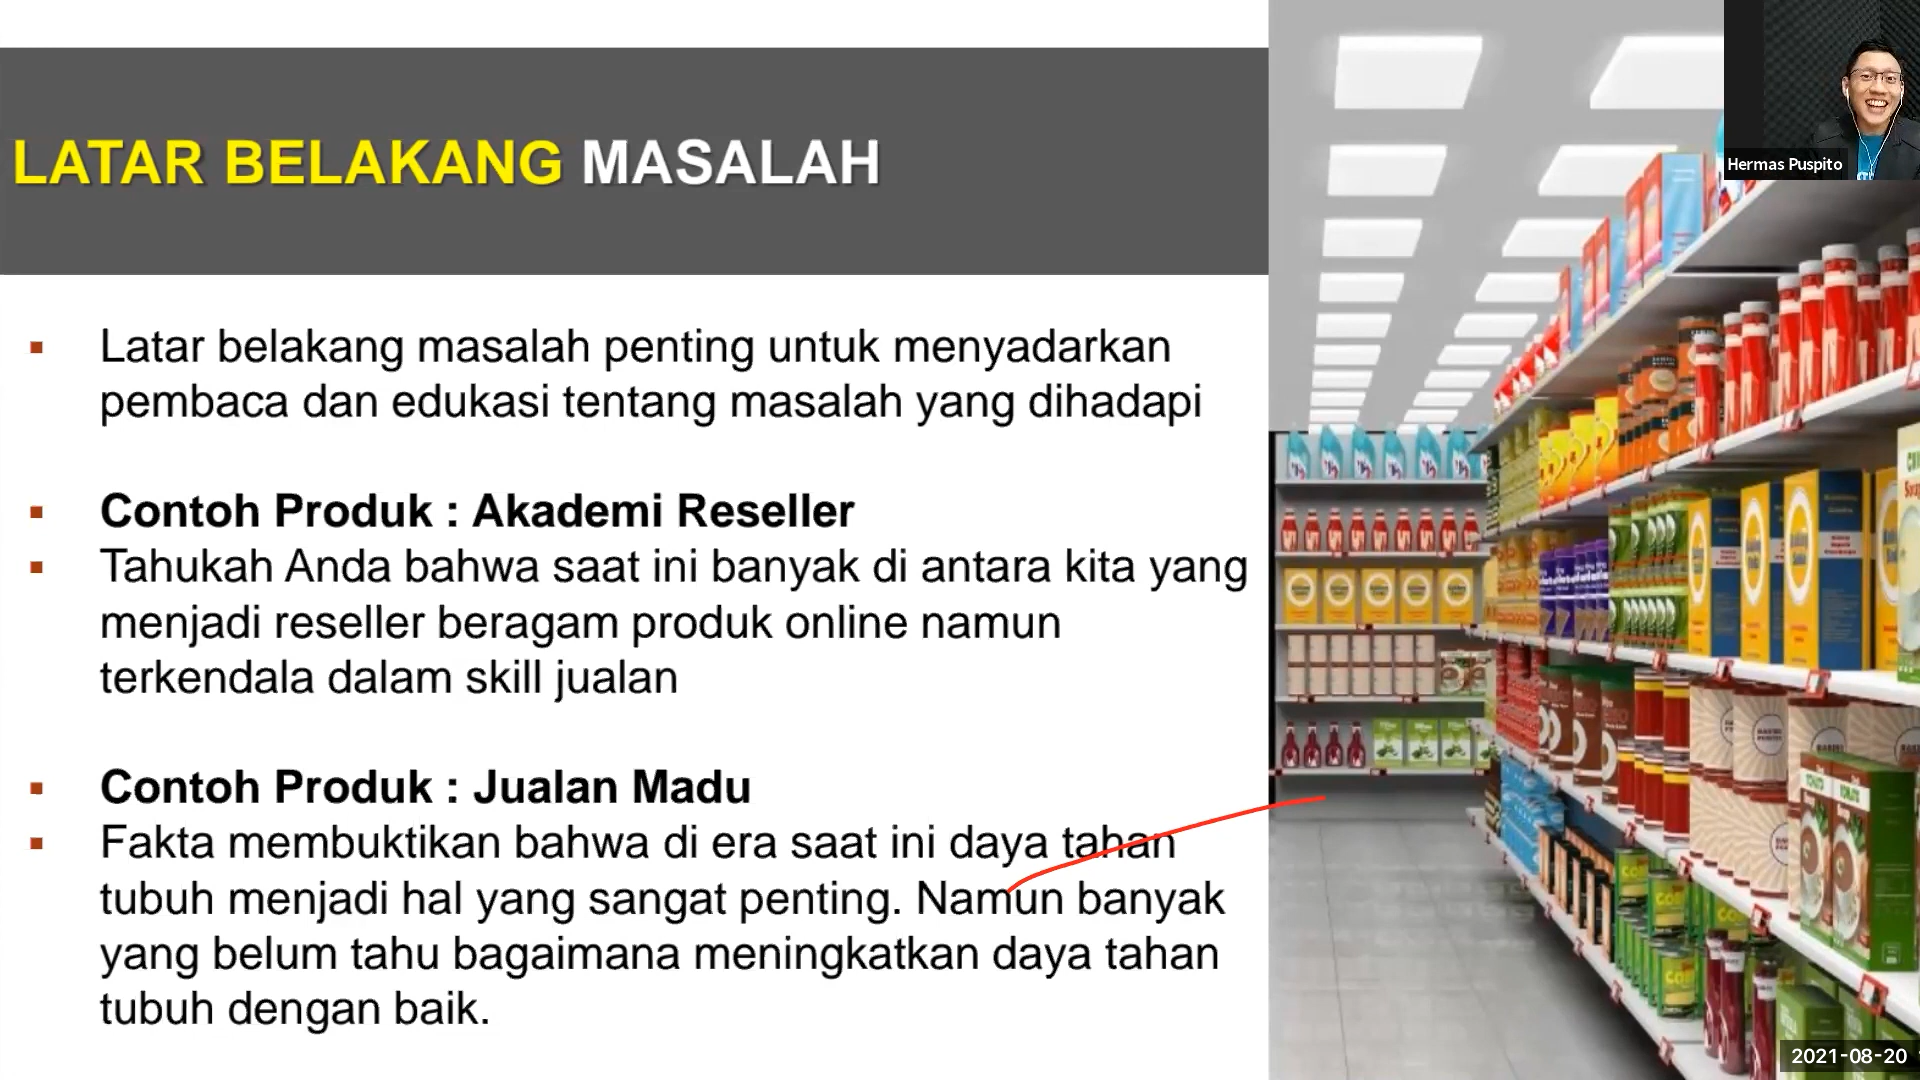 LATAR BELAKANG MASALAH
Hermas Puspito
Latar belakang masalah penting untuk menyadarkan
pembaca dan edukasi tentang masalah yang dihadapi
Contoh Produk : Akademi Reseller
Tahukah Anda bahwa saat ini banyak di antara kita yang
menjadi reseller beragam produk online namun
terkendala dalam skill jualan
Contoh Produk : Jualan Madu
Fakta membuktikan bahwa di era saat ini daya tahan
tubuh menjadi hal yang sangat penting. Namun banyak
yang belum tahu bagaimana meningkatkan daya tahan
tubuh dengan baik.
2021-08-20